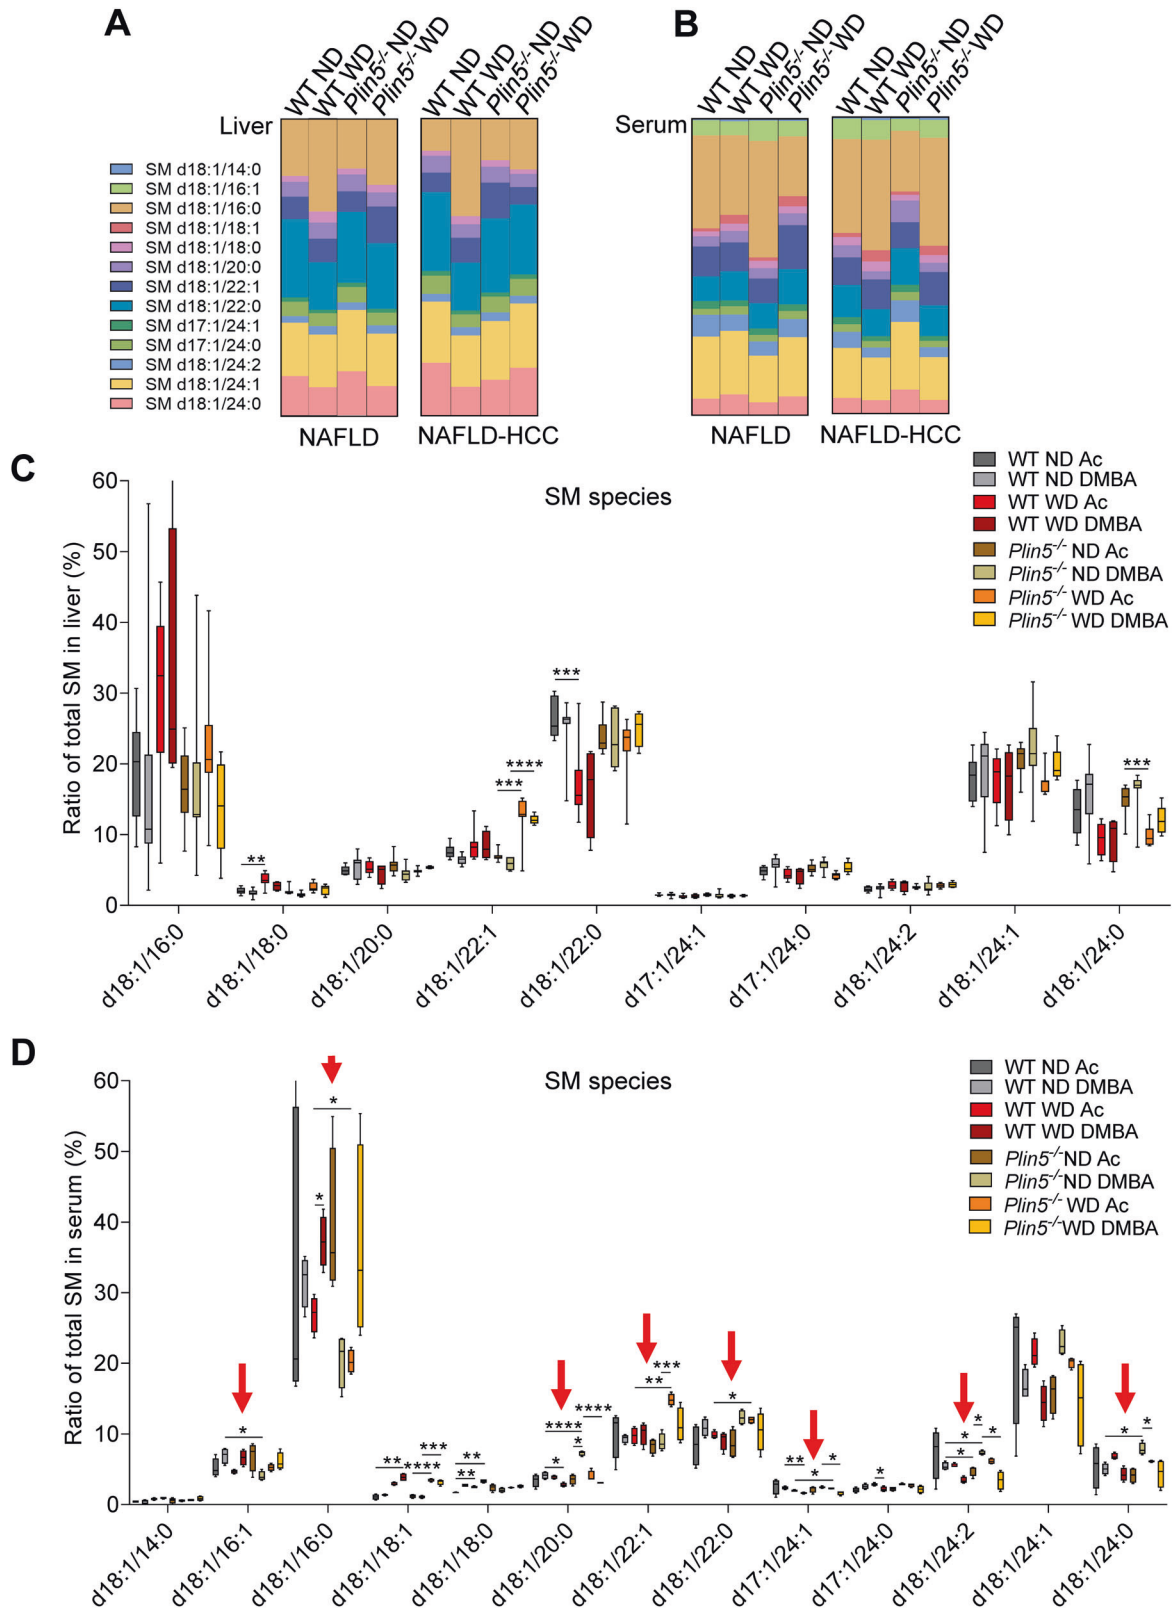 A
WT ND
WT WD
Plin5-/- ND
Plin5-/- WD
WT ND
WT WD
Plin5-/- ND
Plin5-/- WD
Liver
SM d18:1/14:0
SM d18:1/16:1
SM d18:1/16:0
SM d18:1/18:1
SM d18:1/18:0
SM d18:1/20:0
SM d18:1/22:1
SM d18:1/22:0
SM d17:1/24:1
SM d17:1/24:0
SM d18:1/24:2
SM d18:1/24:1
SM d18:1/24:0
NAFLD
NAFLD-HCC
B
WT ND
WT WD
Plin5-/- ND
Plin5-/- WD
WT ND
WT WD
Plin5-/- ND
Plin5-/- WD
Serum
NAFLD
NAFLD-HCC
C
SM species
WT ND Ac
WT ND DMBA
WT WD Ac
WT WD DMBA
Plin5-/- ND Ac
Plin5-/- ND DMBA
Plin5-/- WD Ac
Plin5-/- WD DMBA
Ratio of total SM in liver (%)
60
50
40
30
20
10
0
**
***
****
***
***
d18:1/16:0
d18:1/18:0
d18:1/20:0
d18:1/22:1
d18:1/22:0
d17:1/24:1
d17:1/24:0
d18:1/24:2
d18:1/24:1
d18:1/24:0
D
SM species
WT ND Ac
WT ND DMBA
WT WD Ac
WT WD DMBA
Plin5-/-ND Ac
Plin5-/-ND DMBA
Plin5-/- WD Ac
Plin5-/-WD DMBA
Ratio of total SM in serum (%)
60
50
40
30
20
10
0
*
*
*
**
***
****
**
**
****
****
*
*
***
**
*
**
*
*
*
*
*
*
*
*
*
*
d18:1/14:0
d18:1/16:1
d18:1/16:0
d18:1/18:1
d18:1/18:0
d18:1/20:0
d18:1/22:1
d18:1/22:0
d17:1/24:1
d17:1/24:0
d18:1/24:2
d18:1/24:1
d18:1/24:0